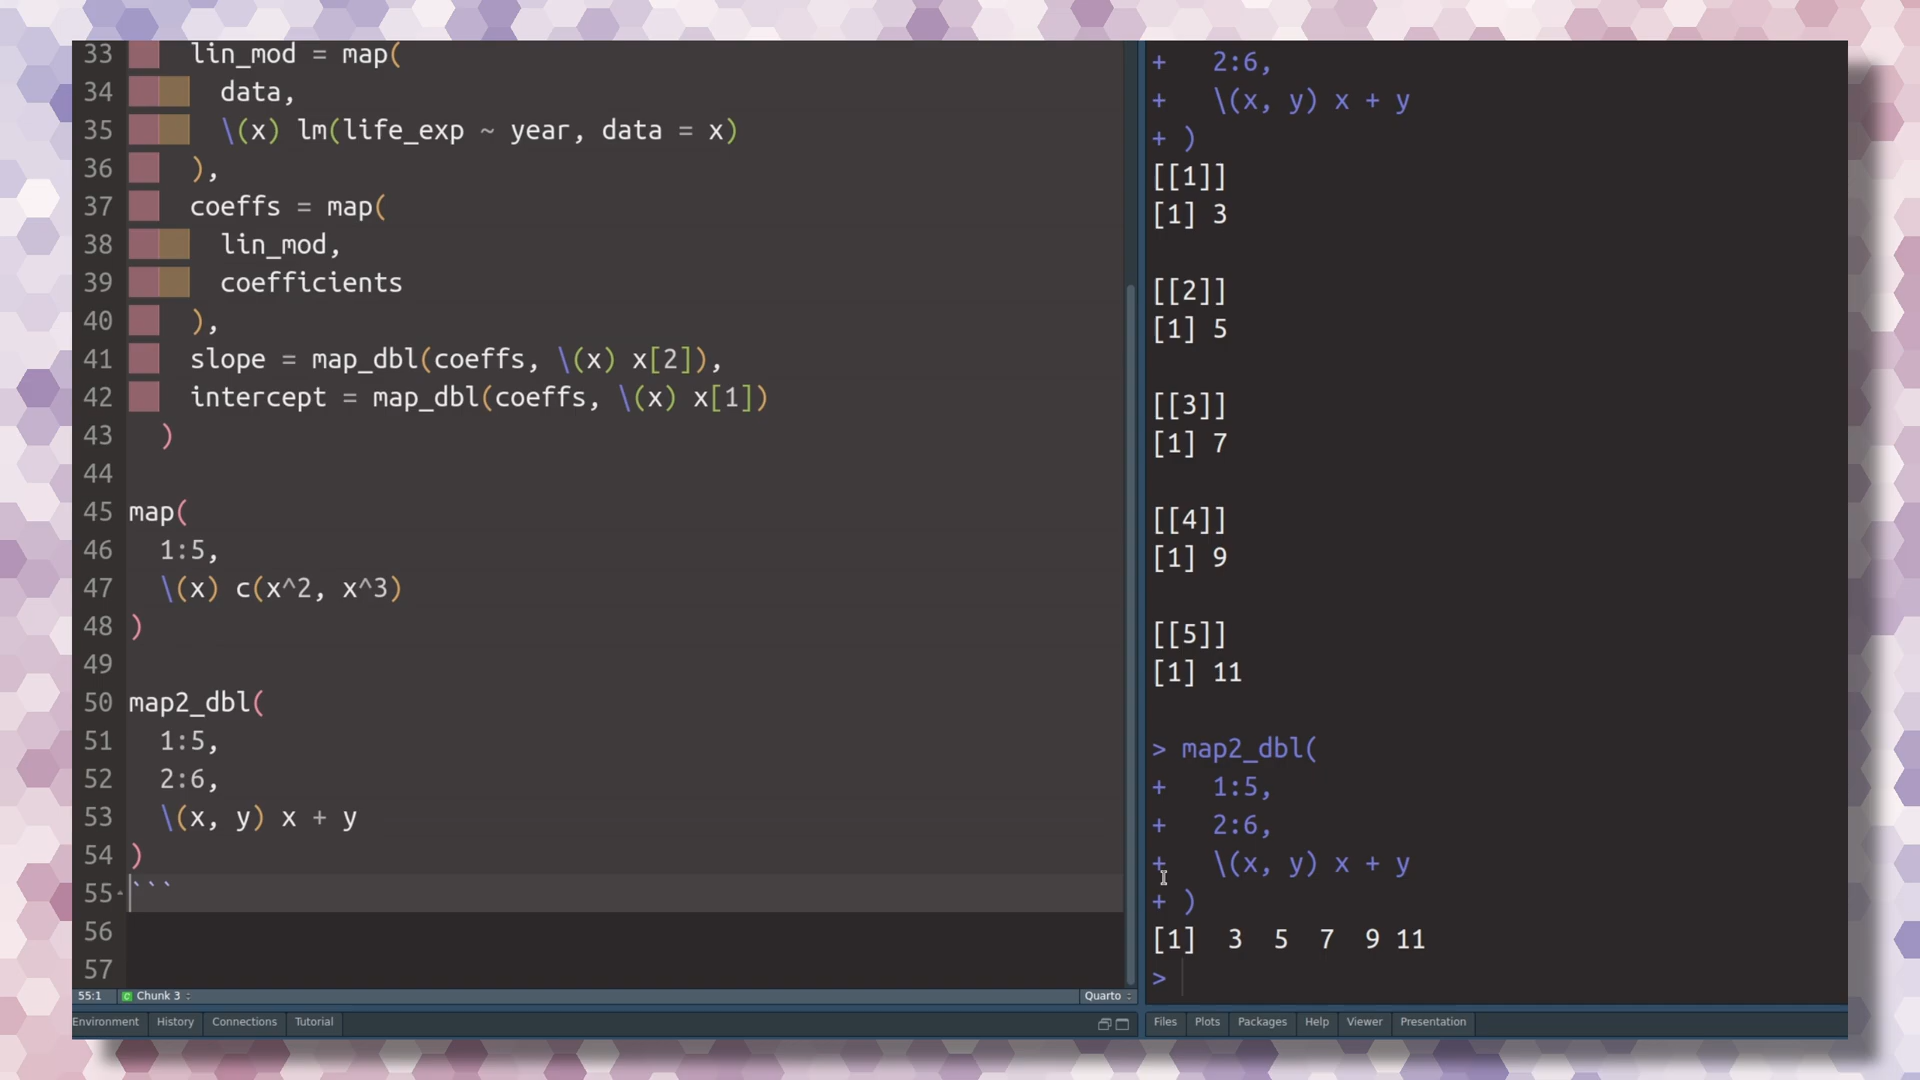 33 lin_mod = map(
34 data,
35 \(x) lm(life_exp ~ year, data = x)
36 ),
37 coeffs = map(
38 lin_mod,
39 coefficients
40 ),
41 slope = map_dbl(coeffs, \(x) x[2]),
42 intercept = map_dbl(coeffs, \(x) x[1])
43 )
44
45 map(
46 1:5,
47 \(x) c(x^2, x^3)
48 )
49
50 map2_dbl(
51 1:5,
52 2:6,
53 \(x, y) x + y
54 )
55 ```
56
57
55:1 Chunk 3 Quarto
Environment History Connections Tutorial
+ 2:6,
+ \(x, y) x + y
+ )
[[1]]
[1] 3
[[2]]
[1] 5
[[3]]
[1] 7
[[4]]
[1] 9
[[5]]
[1] 11
> map2_dbl(
+ 1:5,
+ 2:6,
+ \(x, y) x + y
+ )
[1] 3 5 7 9 11
>
Files Plots Packages Help Viewer Presentation